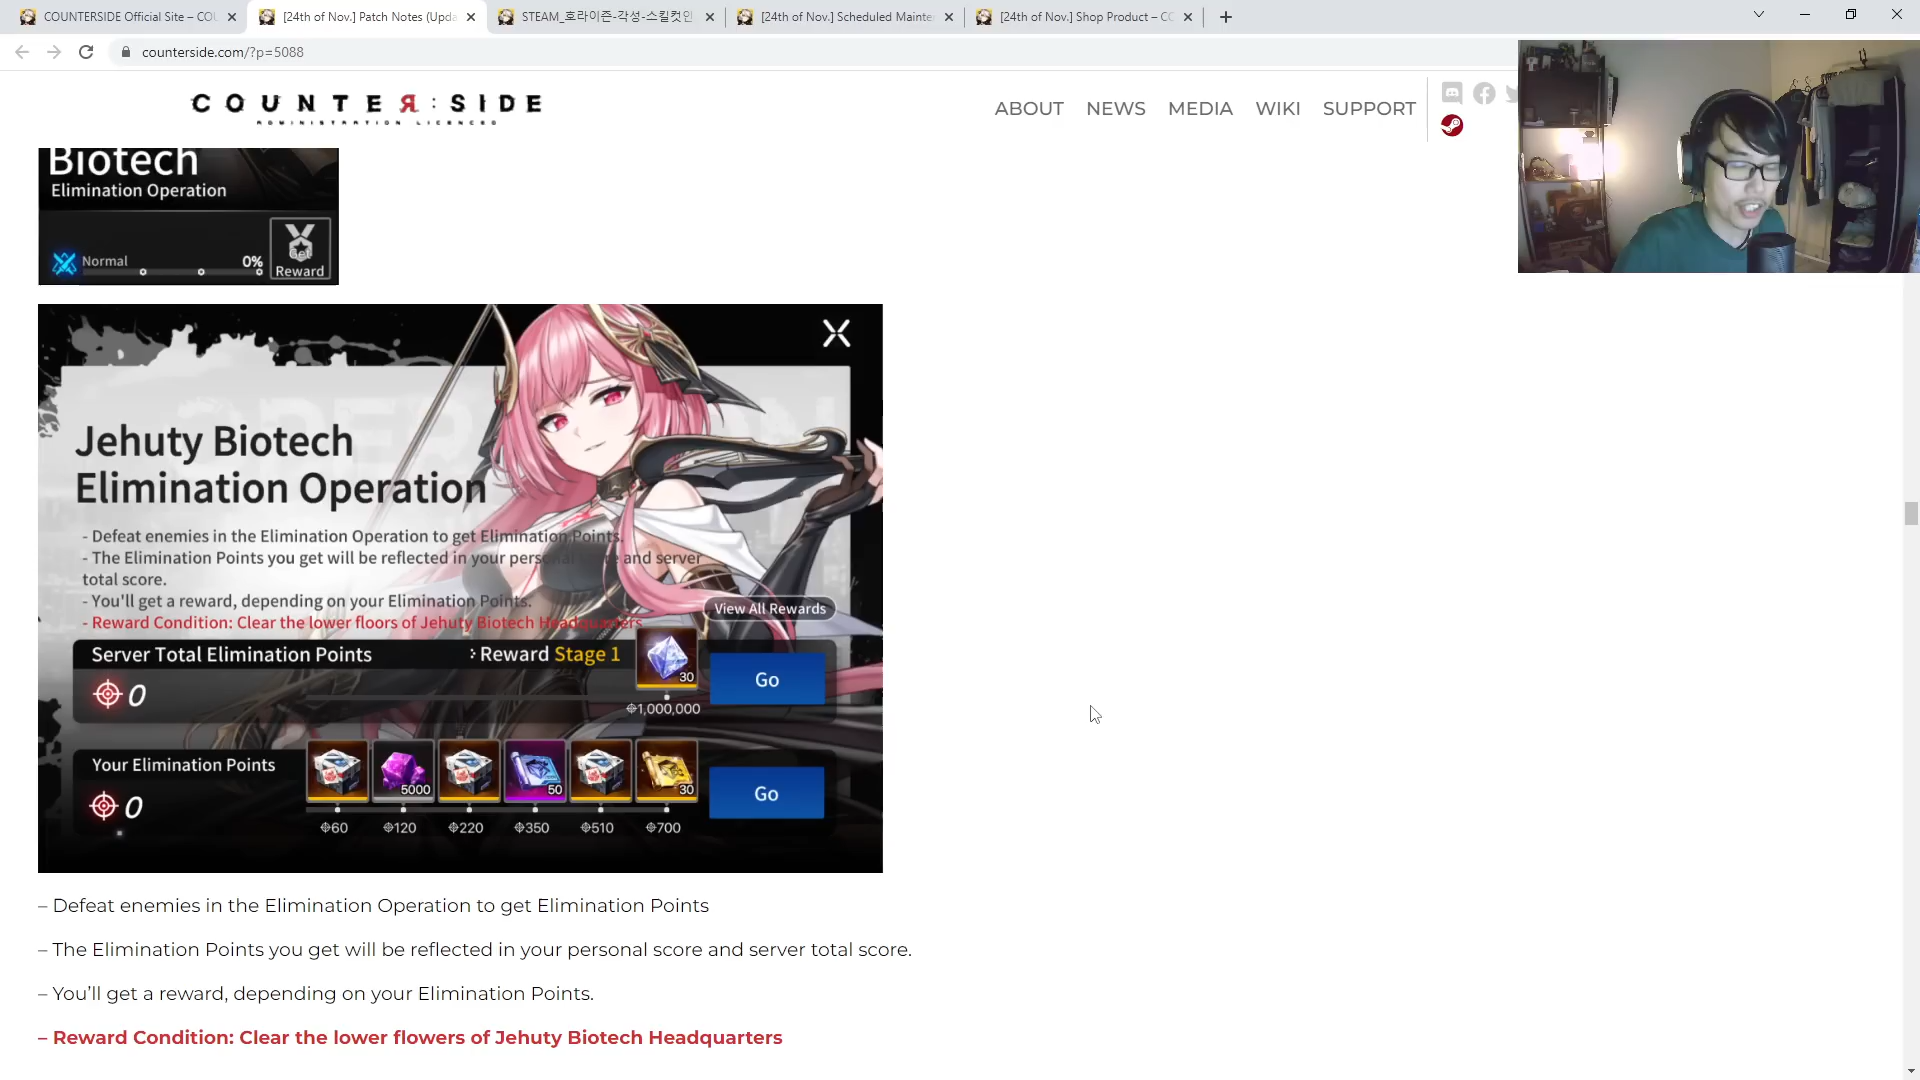 COUNTERSIDE Official Site – COU
[24th of Nov.] Patch Notes (Upda
STEAM_호라이즌-각성-스킬컷인
[24th of Nov.] Scheduled Mainte
[24th of Nov.] Shop Product – CO
counterside.com/?p=5088
COUNTER:SIDE
ADMINISTRATION LICENCED
ABOUT
NEWS
MEDIA
WIKI
SUPPORT
Biotech
Elimination Operation
Normal
0%
Get
Reward
Jehuty Biotech
Elimination Operation
- Defeat enemies in the Elimination Operation to get Elimination Points.
- The Elimination Points you get will be reflected in your personal score and server
total score.
- You'll get a reward, depending on your Elimination Points.
- Reward Condition: Clear the lower floors of Jehuty Biotech Headquarters.
View All Rewards
Server Total Elimination Points
Reward Stage 1
30
Go
0
1,000,000
Your Elimination Points
5000
50
30
Go
0
60
120
220
350
510
700
– Defeat enemies in the Elimination Operation to get Elimination Points
– The Elimination Points you get will be reflected in your personal score and server total score.
– You’ll get a reward, depending on your Elimination Points.
– Reward Condition: Clear the lower flowers of Jehuty Biotech Headquarters